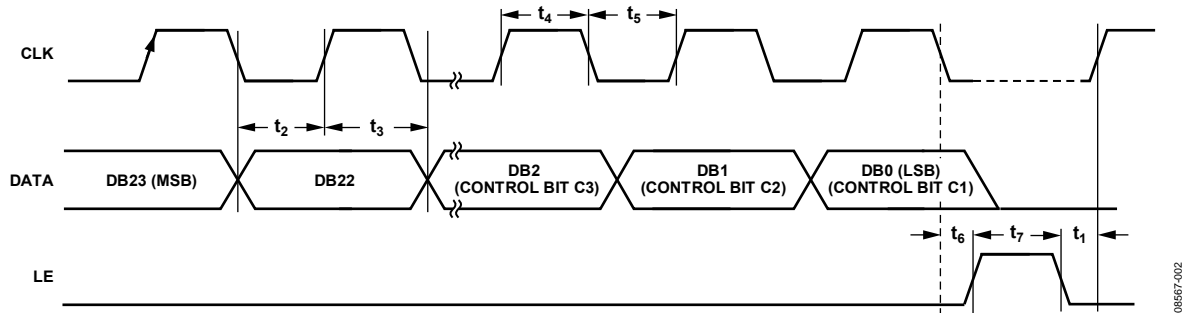 t4
t5
CLK
t2
t3
DATA
DB23 (MSB)
DB22
DB2
(CONTROL BIT C3)
DB1
(CONTROL BIT C2)
DB0 (LSB)
(CONTROL BIT C1)
t6
t7
t1
LE
08567-002